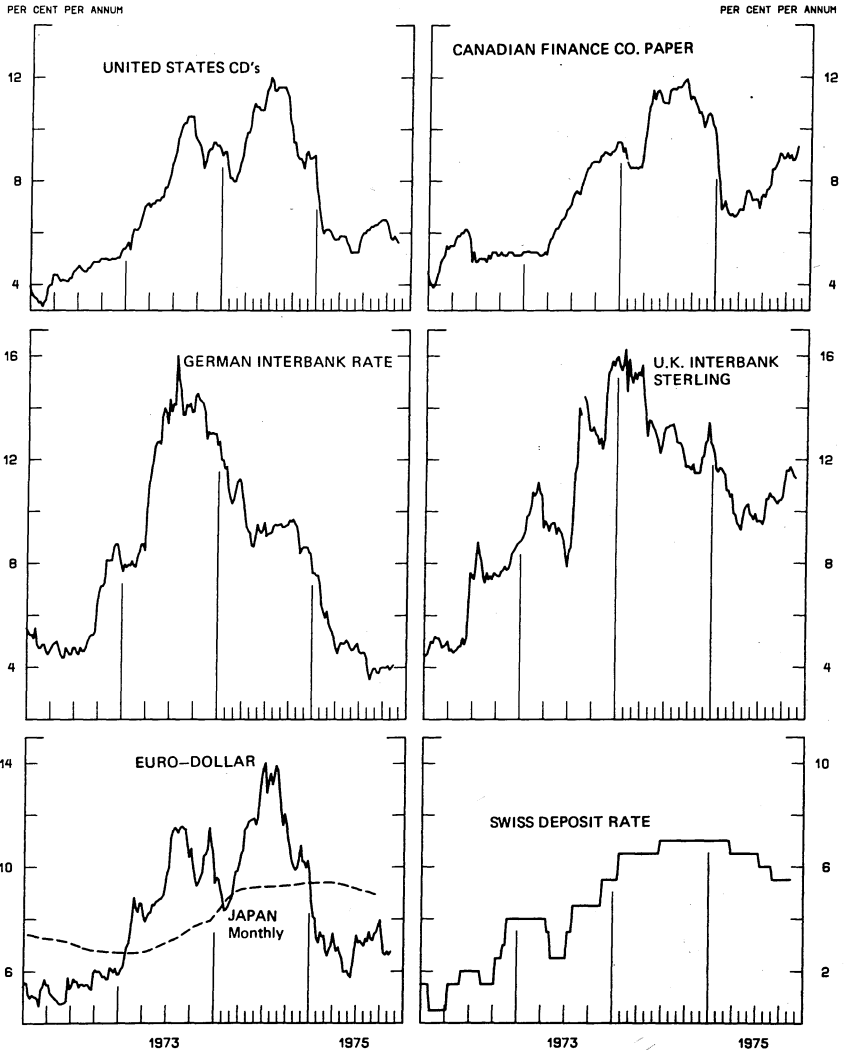 PER CENT PER ANNUM
PER CENT PER ANNUM
UNITED STATES CD's
CANADIAN FINANCE CO. PAPER
12
12
8
8
4
4
GERMAN INTERBANK RATE
U.K. INTERBANK
STERLING
16
16
12
12
8
8
4
4
EURO-DOLLAR
SWISS DEPOSIT RATE
JAPAN
Monthly
14
10
10
6
6
2
1973
1975
1973
1975